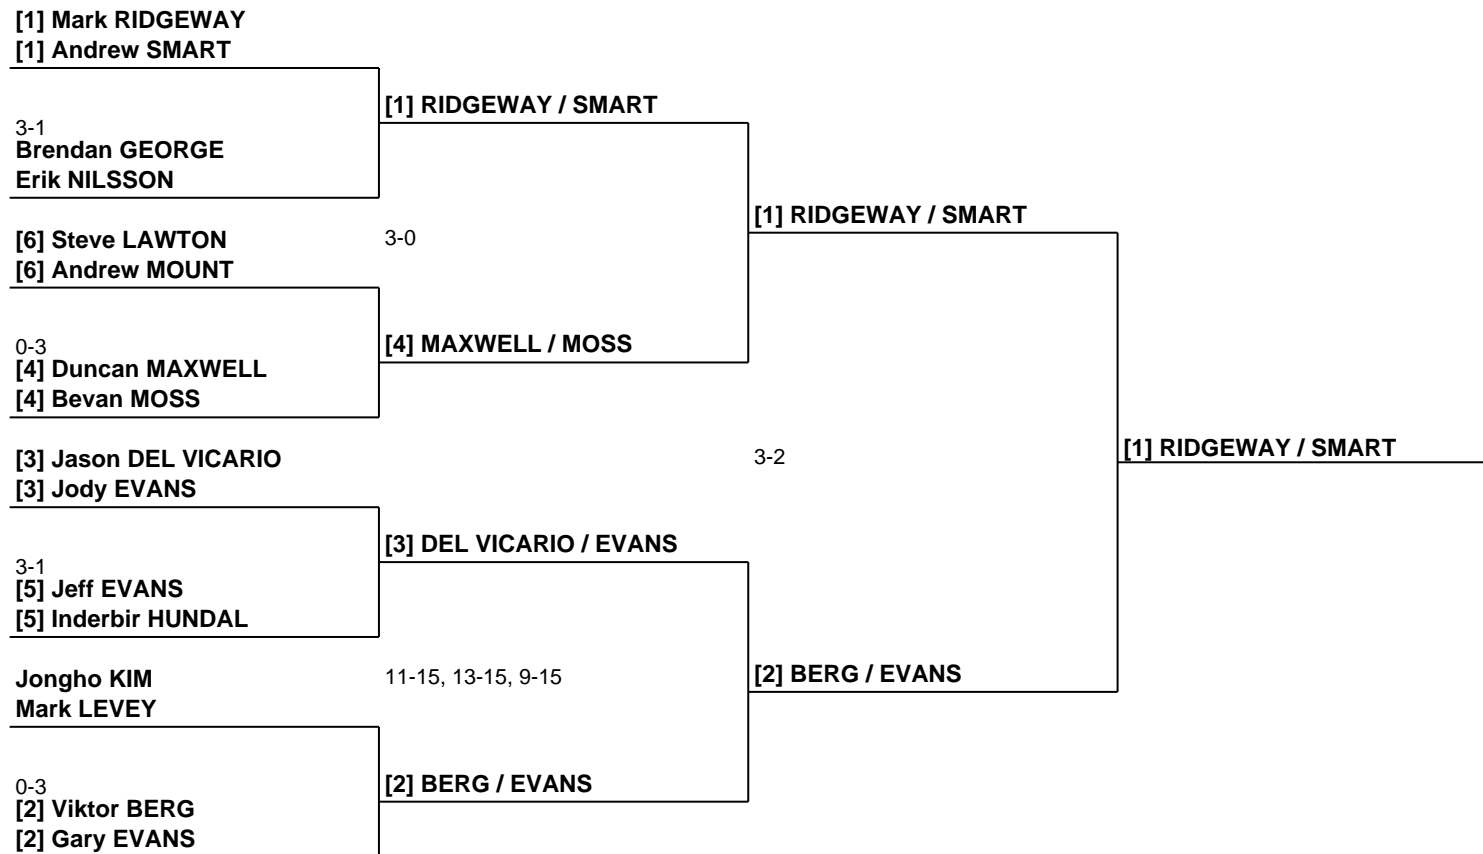 [1] Mark RIDGEWAY
[1] Andrew SMART
[1] RIDGEWAY / SMART
3-1
Brendan GEORGE
Erik NILSSON
[1] RIDGEWAY / SMART
[6] Steve LAWTON
3-0
[6] Andrew MOUNT
0-3
[4] MAXWELL / MOSS
[4] Duncan MAXWELL
[4] Bevan MOSS
[1] RIDGEWAY / SMART
[3] Jason DEL VICARIO
3-2
[3] Jody EVANS
[3] DEL VICARIO / EVANS
3-1
[5] Jeff EVANS
[5] Inderbir HUNDAL
Jongho KIM
11-15, 13-15, 9-15
[2] BERG / EVANS
Mark LEVEY
0-3
[2] BERG / EVANS
[2] Viktor BERG
[2] Gary EVANS